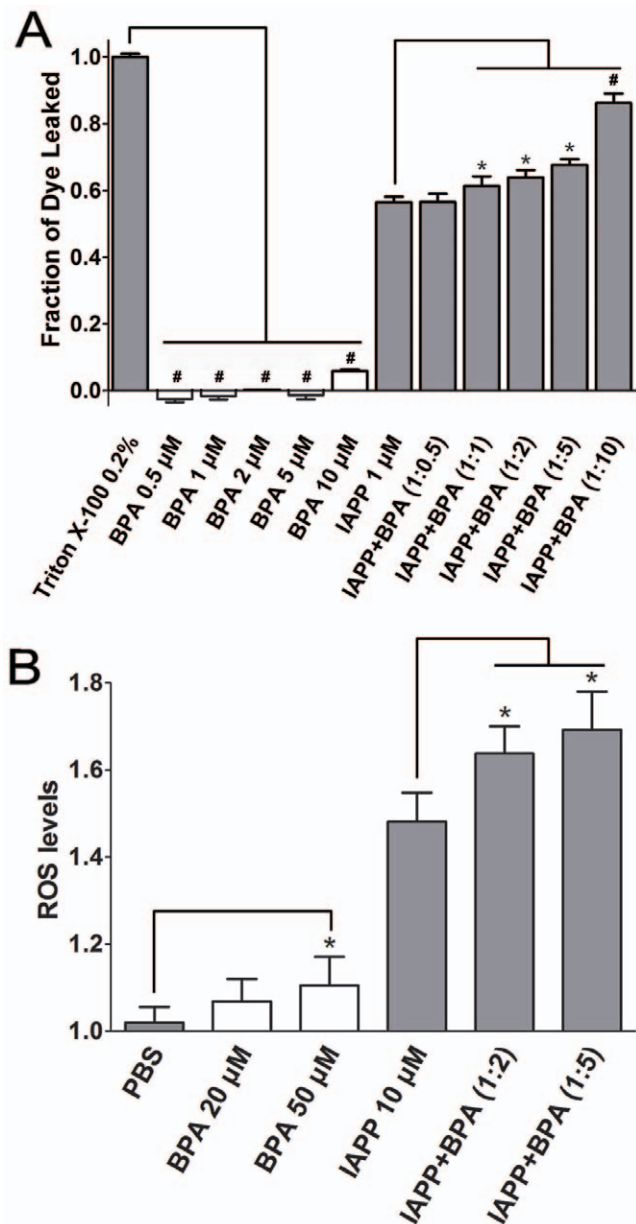 A
Fraction of Dye Leaked
1.0
0.8
0.6
0.4
0.2
0.0
#
#
#
#
#
*
*
*
#
Triton X-100 0.2%
BPA 0.5 µM
BPA 1 µM
BPA 2 µM
BPA 5 µM
BPA 10 µM
IAPP 1 µM
IAPP+BPA (1:0.5)
IAPP+BPA (1:1)
IAPP+BPA (1:2)
IAPP+BPA (1:5)
IAPP+BPA (1:10)
B
ROS levels
1.8
1.6
1.4
1.2
1.0
*
*
*
PBS
BPA 20 µM
BPA 50 µM
IAPP 10 µM
IAPP+BPA (1:2)
IAPP+BPA (1:5)